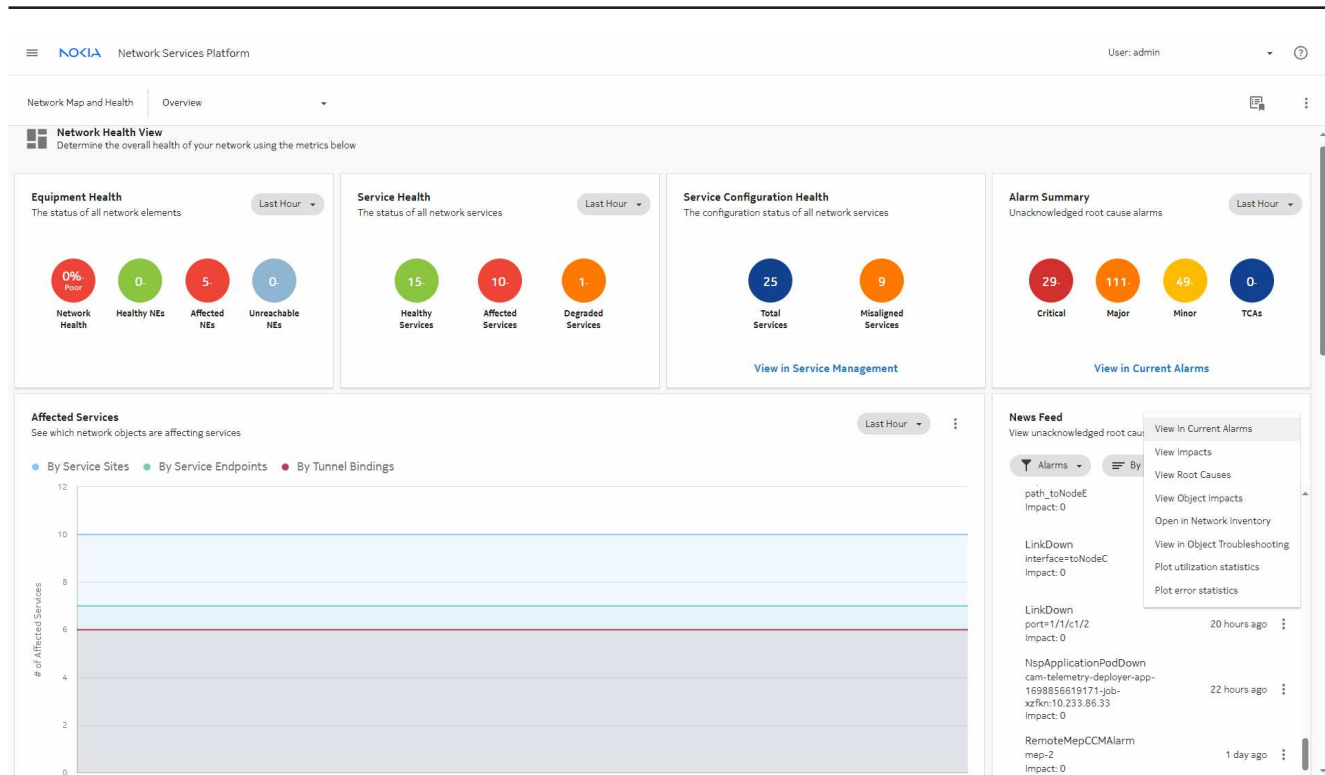 NOKIA Network Services Platform
User: admin
Network Map and Health
Overview
Network Health View
Determine the overall health of your network using the metrics below
Equipment Health
The status of all network elements
Last Hour
0%-
Poor
0-
5-
0-
Network
Health
Healthy NEs
Affected
NEs
Unreachable
NEs
Service Health
The status of all network services
Last Hour
15-
10-
1-
Healthy
Services
Affected
Services
Degraded
Services
Service Configuration Health
The configuration status of all network services
25
9
Total
Services
Misaligned
Services
View in Service Management
Alarm Summary
Unacknowledged root cause alarms
Last Hour
29-
111-
49-
0-
Critical
Major
Minor
TCAs
View in Current Alarms
Affected Services
See which network objects are affecting services
Last Hour
By Service Sites
By Service Endpoints
By Tunnel Bindings
# of Affected Services
12
10
8
6
4
2
0
News Feed
View unacknowledged root cau
Alarms
By
path_toNodeE
Impact: 0
LinkDown
interface=toNodeC
Impact: 0
LinkDown
port=1/1/c1/2
Impact: 0
20 hours ago
NspApplicationPodDown
cam-telemetry-deployer-app-
1698856619171-job-
xzfkn:10.233.86.33
Impact: 0
22 hours ago
RemoteMepCCMAlarm
mep-2
Impact: 0
1 day ago
View In Current Alarms
View Impacts
View Root Causes
View Object Impacts
Open in Network Inventory
View in Object Troubleshooting
Plot utilization statistics
Plot error statistics